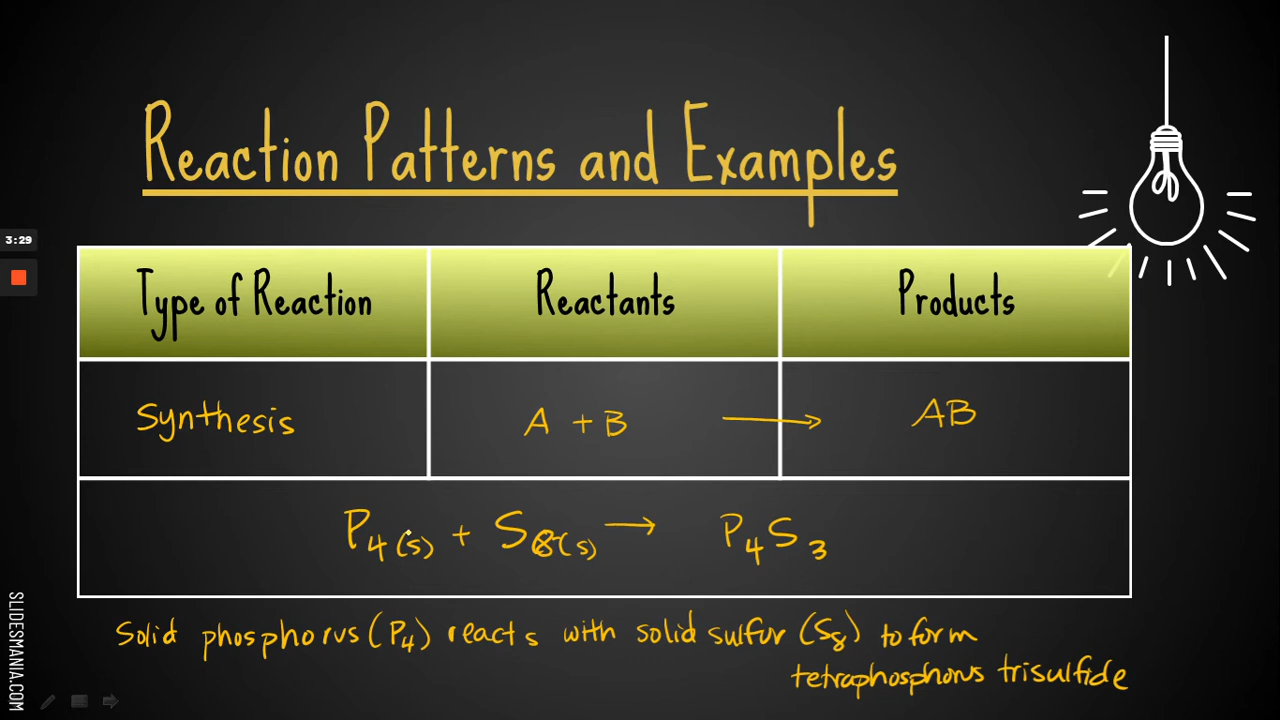 Reaction Patterns and Examples
3:29
Type of Reaction Reactants Products
Synthesis A + B → AB
P₄(s) + S₈(s) → P₄S₃
Solid phosphorus (P₄) reacts with solid sulfur (S₈) to form
tetraphosphorus trisulfide
SLIDESMANIA.COM